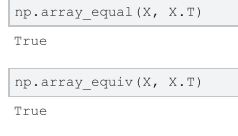 np.array_equal(X, X.T)
True
np.array_equiv(X, X.T)
True